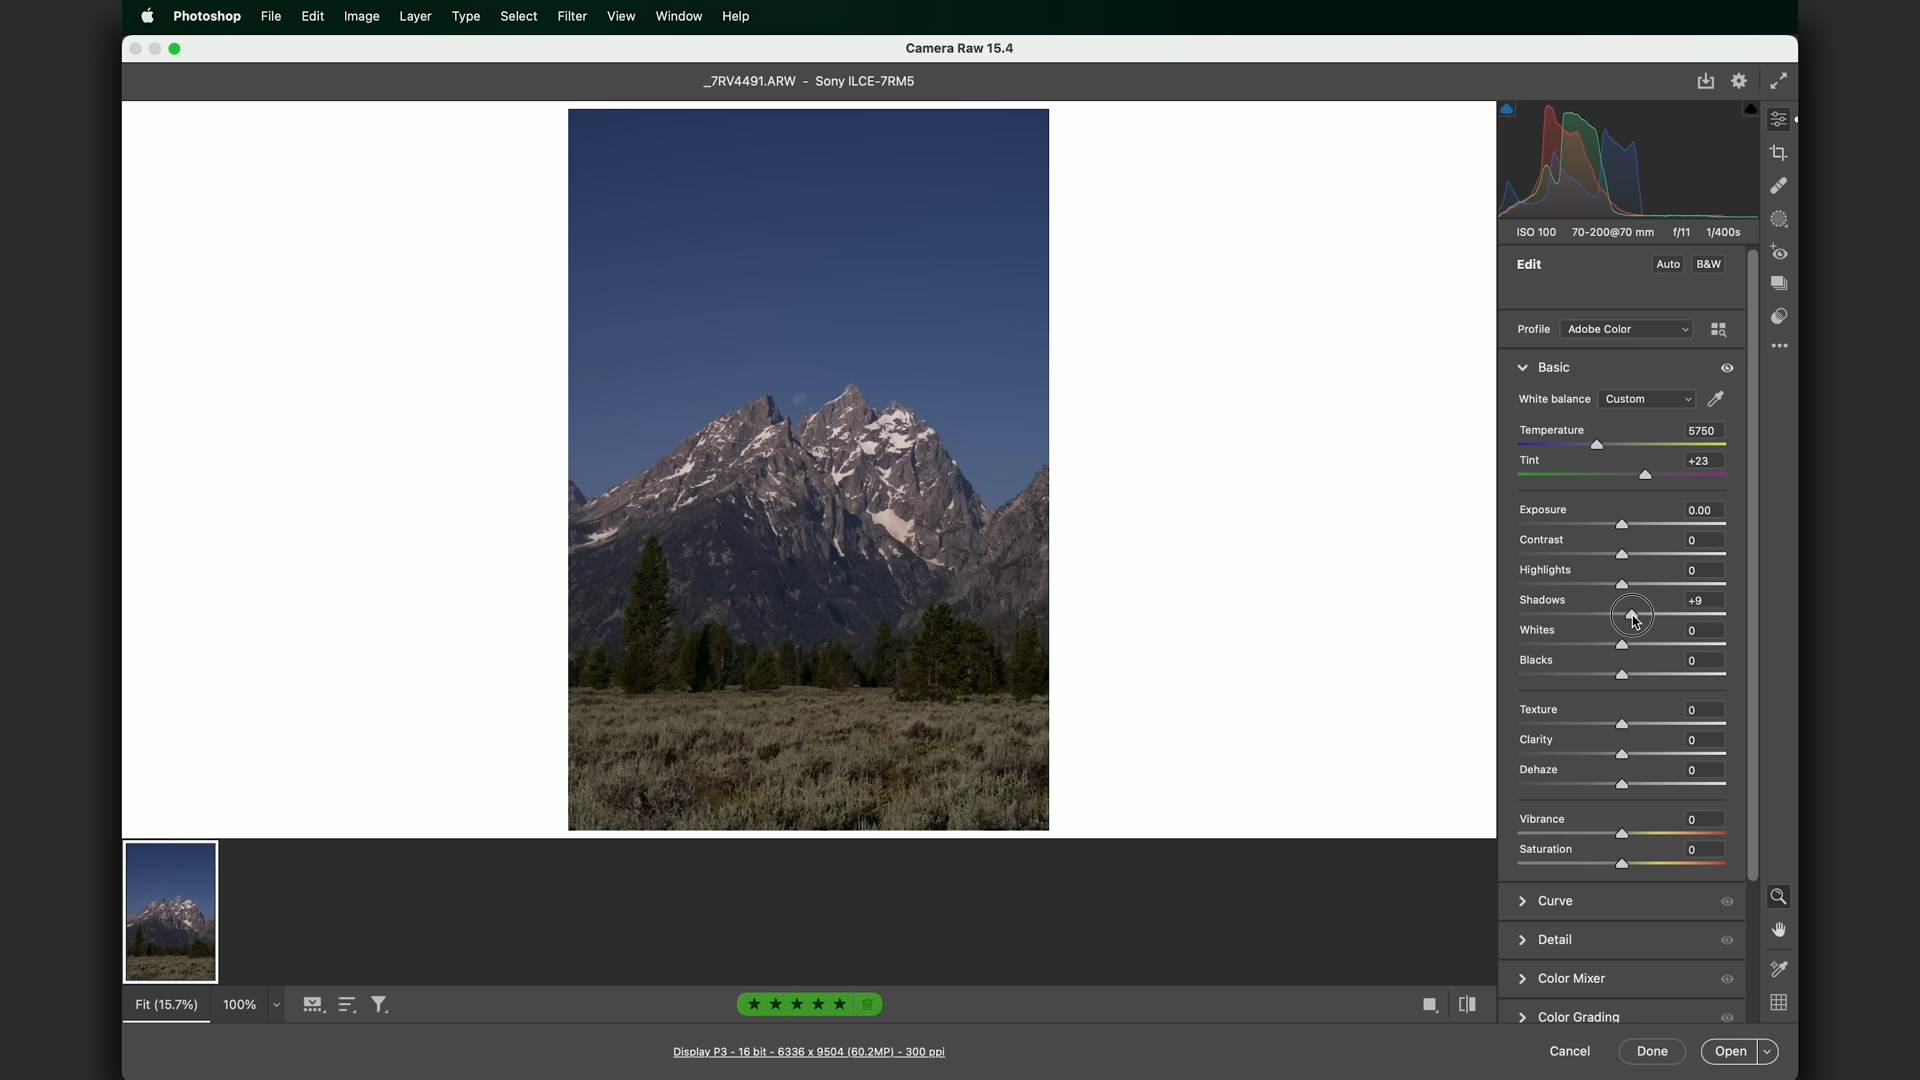 Photoshop File Edit Image Layer Type Select Filter View Window Help
Camera Raw 15.4
_7RV4491.ARW - Sony ILCE-7RM5
ISO 100 70-200@70 mm f/11 1/400s
Edit Auto B&W
Profile Adobe Color
Basic
White balance Custom
Temperature 5750
Tint +23
Exposure 0.00
Contrast 0
Highlights 0
Shadows +9
Whites 0
Blacks 0
Texture 0
Clarity 0
Dehaze 0
Vibrance 0
Saturation 0
Curve
Detail
Color Mixer
Color Grading
Fit (15.7%) 100%
Display P3 - 16 bit - 6336 x 9504 (60.2MP) - 300 ppi
Cancel Done Open